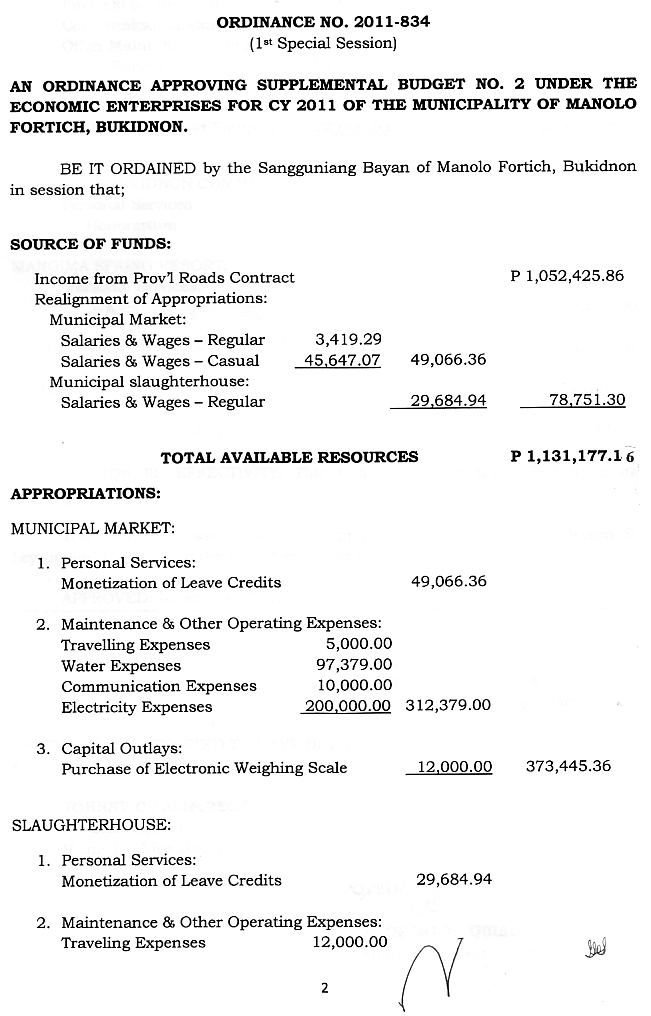 ORDINANCE NO. 2011-834
(1st Special Session)
AN ORDINANCE APPROVING SUPPLEMENTAL BUDGET NO. 2 UNDER THE
ECONOMIC ENTERPRISES FOR CY 2011 OF THE MUNICIPALITY OF MANOLO
FORTICH, BUKIDNON.
BE IT ORDAINED by the Sangguniang Bayan of Manolo Fortich, Bukidnon
in session that;
SOURCE OF FUNDS:
Income from Prov'l Roads Contract P 1,052,425.86
Realignment of Appropriations:
Municipal Market:
Salaries & Wages – Regular 3,419.29
Salaries & Wages – Casual 45,647.07 49,066.36
Municipal slaughterhouse:
Salaries & Wages – Regular 29,684.94 78,751.30
TOTAL AVAILABLE RESOURCES P 1,131,177.16
APPROPRIATIONS:
MUNICIPAL MARKET:
1. Personal Services:
Monetization of Leave Credits 49,066.36
2. Maintenance & Other Operating Expenses:
Travelling Expenses 5,000.00
Water Expenses 97,379.00
Communication Expenses 10,000.00
Electricity Expenses 200,000.00 312,379.00
3. Capital Outlays:
Purchase of Electronic Weighing Scale 12,000.00 373,445.36
SLAUGHTERHOUSE:
1. Personal Services:
Monetization of Leave Credits 29,684.94
2. Maintenance & Other Operating Expenses:
Traveling Expenses 12,000.00
2